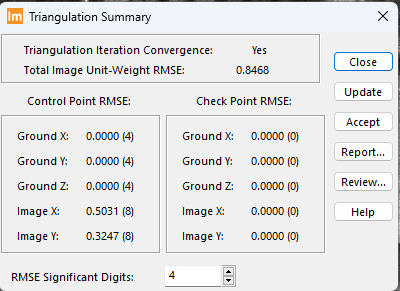 Im Triangulation Summary
Triangulation Iteration Convergence: Yes
Total Image Unit-Weight RMSE: 0.8468
Close
Update
Accept
Report...
Review...
Help
Control Point RMSE:
Ground X: 0.0000 (4)
Ground Y: 0.0000 (4)
Ground Z: 0.0000 (4)
Image X: 0.5031 (8)
Image Y: 0.3247 (8)
Check Point RMSE:
Ground X: 0.0000 (0)
Ground Y: 0.0000 (0)
Ground Z: 0.0000 (0)
Image X: 0.0000 (0)
Image Y: 0.0000 (0)
RMSE Significant Digits: 4